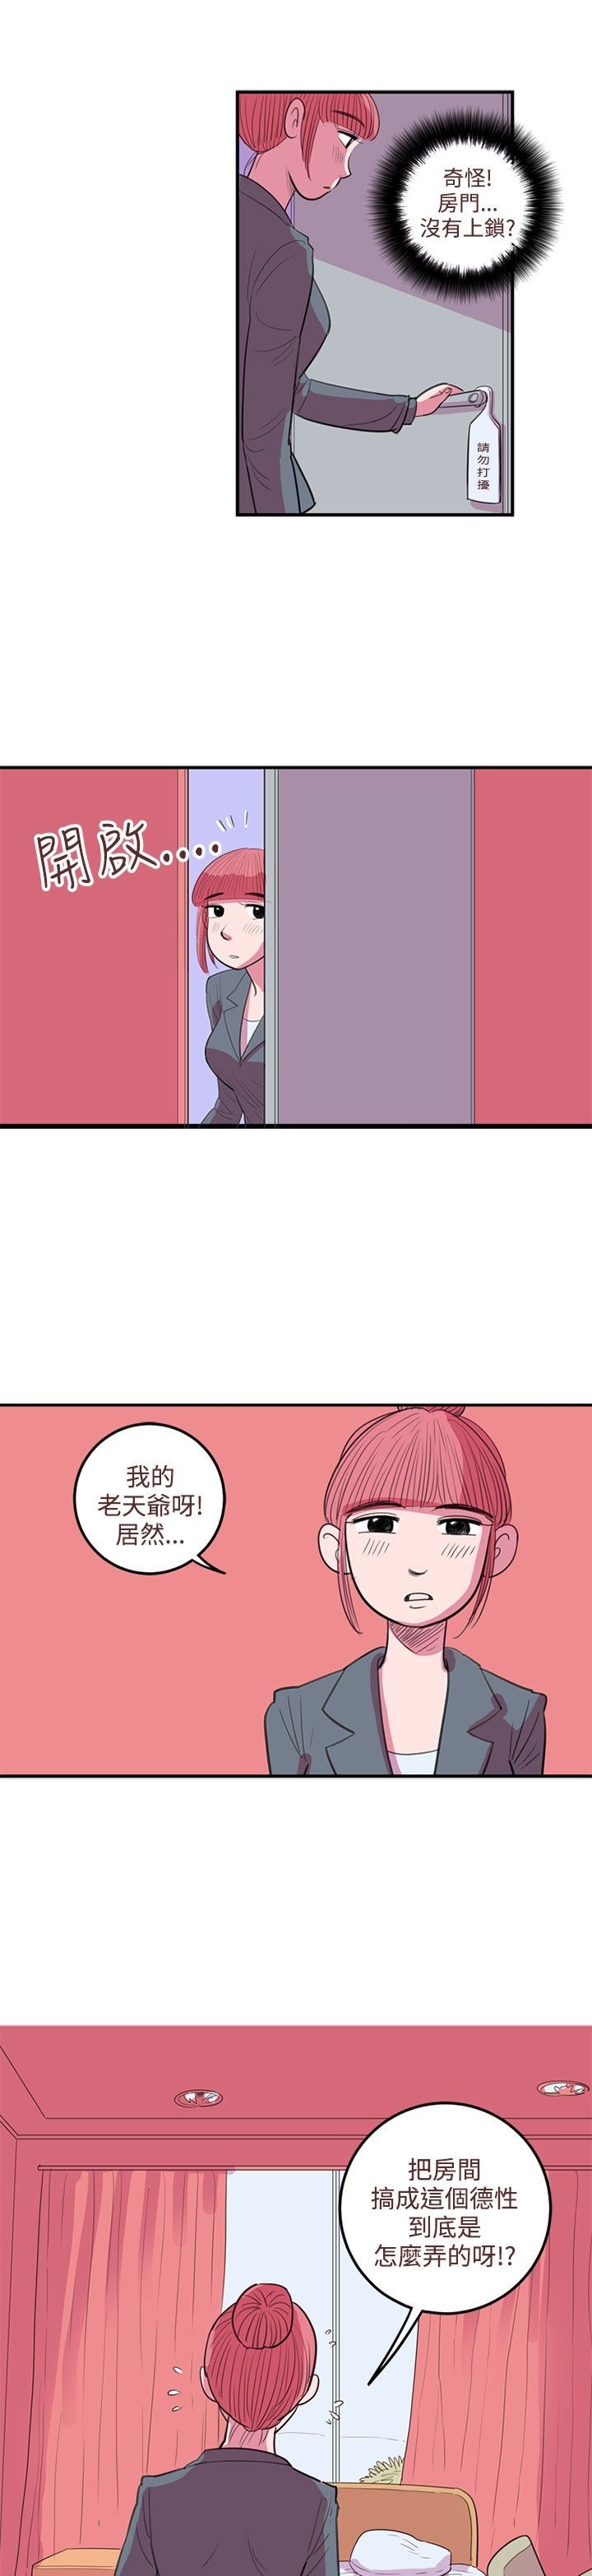 奇怪!
房門...
沒有上鎖?
請勿打擾
開啟....
我的
老天爺呀!
居然...
把房間
搞成這個德性
到底是
怎麼弄的呀!?